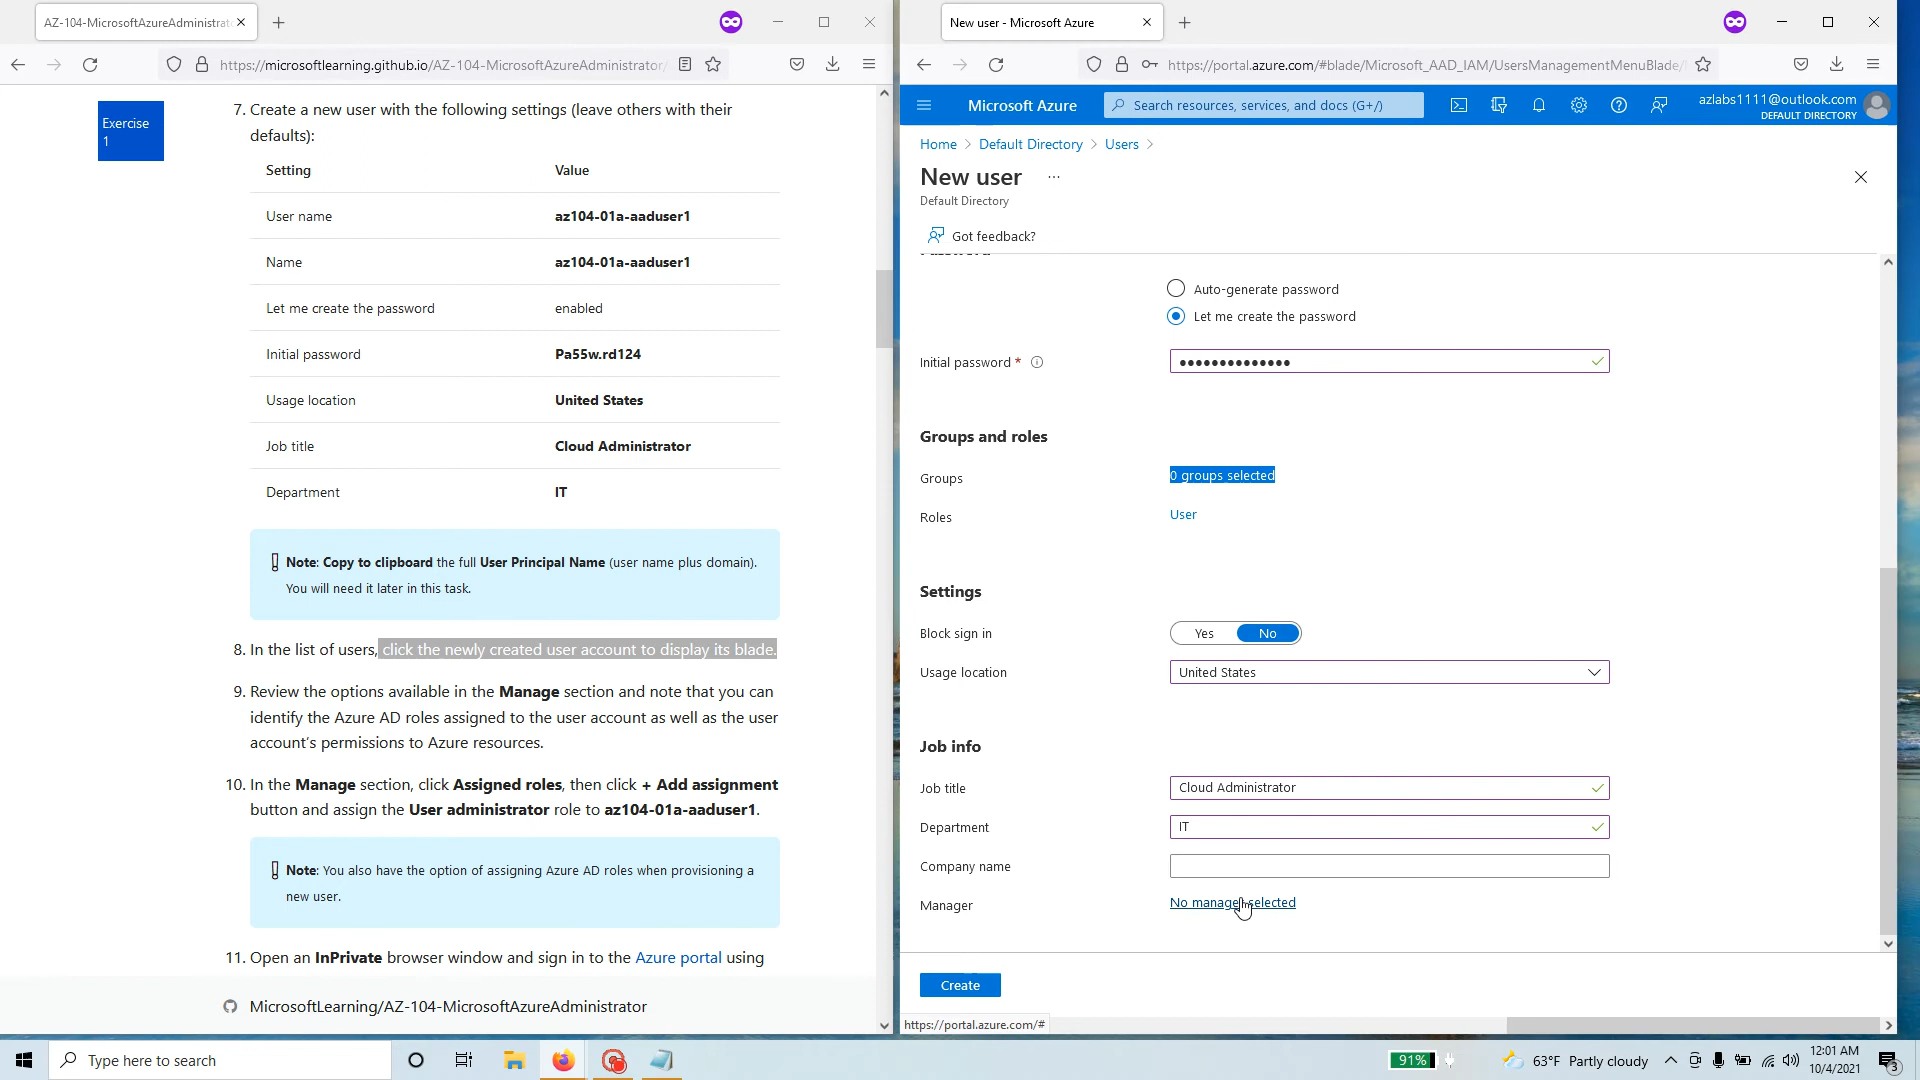 AZ-104-MicrosoftAzureAdministrat
https://microsoftlearning.github.io/AZ-104-MicrosoftAzureAdministrator/
Exercise
1
7. Create a new user with the following settings (leave others with their
defaults):
Setting Value
User name az104-01a-aaduser1
Name az104-01a-aaduser1
Let me create the password enabled
Initial password Pa55w.rd124
Usage location United States
Job title Cloud Administrator
Department IT
Note: Copy to clipboard the full User Principal Name (user name plus domain).
You will need it later in this task.
8. In the list of users, click the newly created user account to display its blade.
9. Review the options available in the Manage section and note that you can
identify the Azure AD roles assigned to the user account as well as the user
account's permissions to Azure resources.
10. In the Manage section, click Assigned roles, then click + Add assignment
button and assign the User administrator role to az104-01a-aaduser1.
Note: You also have the option of assigning Azure AD roles when provisioning a
new user.
11. Open an InPrivate browser window and sign in to the Azure portal using
MicrosoftLearning/AZ-104-MicrosoftAzureAdministrator
New user - Microsoft Azure
https://portal.azure.com/#blade/Microsoft_AAD_IAM/UsersManagementMenuBlade/
Microsoft Azure
Search resources, services, and docs (G+/)
azlabs1111@outlook.com
DEFAULT DIRECTORY
Home > Default Directory > Users >
New user ...
Default Directory
Got feedback?
Password
Auto-generate password
Let me create the password
Initial password *
Groups and roles
Groups 0 groups selected
Roles User
Settings
Block sign in Yes No
Usage location United States
Job info
Job title Cloud Administrator
Department IT
Company name
Manager No manager selected
Create
https://portal.azure.com/#
Type here to search
91%
63°F Partly cloudy
12:01 AM
10/4/2021
3